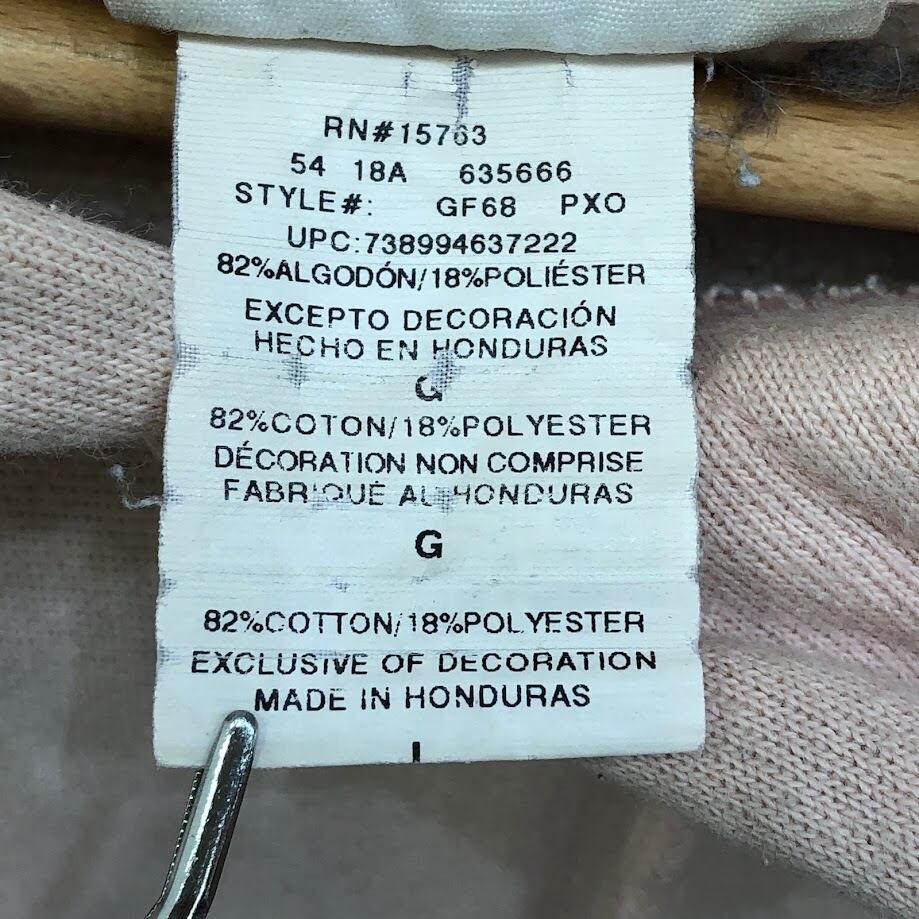 RN#15763
54 18A 635666
STYLE#: GF68 PXO
UPC:738994637222
82%ALGODÓN/18%POLIÉSTER
EXCEPTO DECORACIÓN
HECHO EN HONDURAS
G
82%COTON/18%POLYESTER
DÉCORATION NON COMPRISE
FABRIQUÉ AU HONDURAS
G
82%COTTON/18%POLYESTER
EXCLUSIVE OF DECORATION
MADE IN HONDURAS